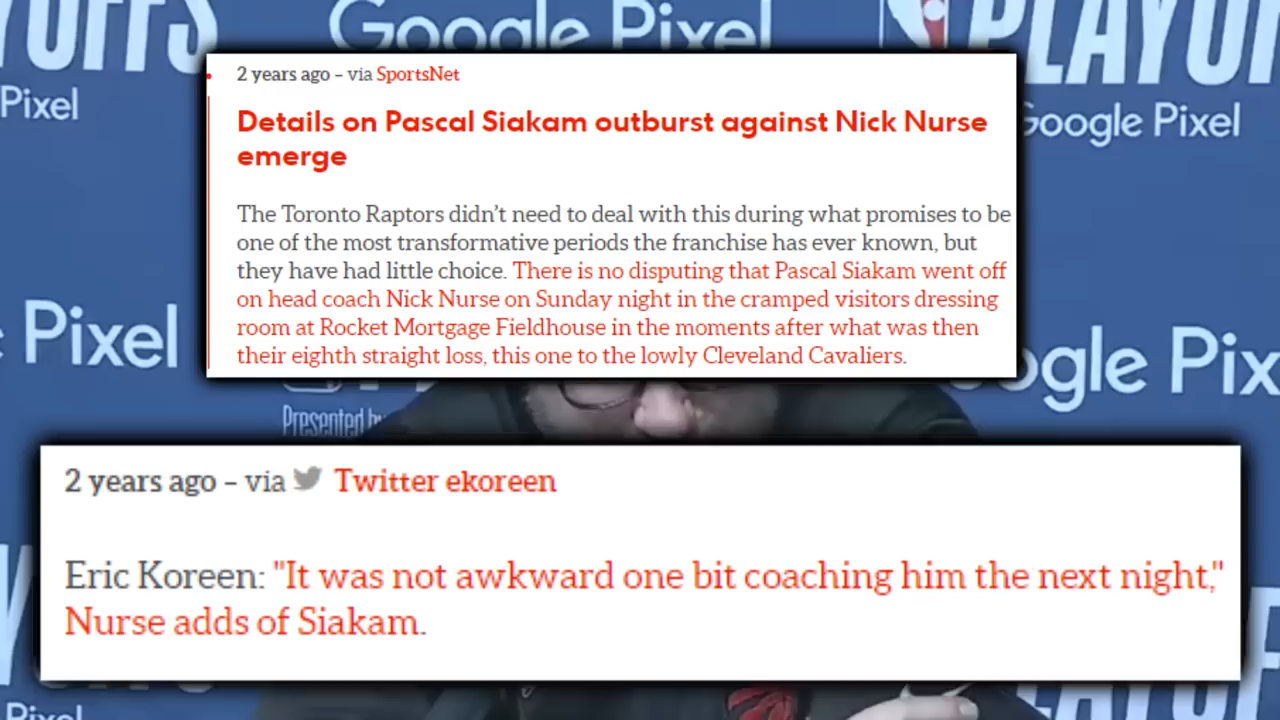 YOFFS
Google Pixel
PLAYOF
Pixel
Google Pixel
2 years ago – via SportsNet
Details on Pascal Siakam outburst against Nick Nurse
emerge
The Toronto Raptors didn’t need to deal with this during what promises to be
one of the most transformative periods the franchise has ever known, but
they have had little choice. There is no disputing that Pascal Siakam went off
on head coach Nick Nurse on Sunday night in the cramped visitors dressing
room at Rocket Mortgage Fieldhouse in the moments after what was then
their eighth straight loss, this one to the lowly Cleveland Cavaliers.
Pixel
ogle Pix
Presented by
2 years ago – via Twitter ekoreen
Eric Koreen: "It was not awkward one bit coaching him the next night,"
Nurse adds of Siakam.
Pixel